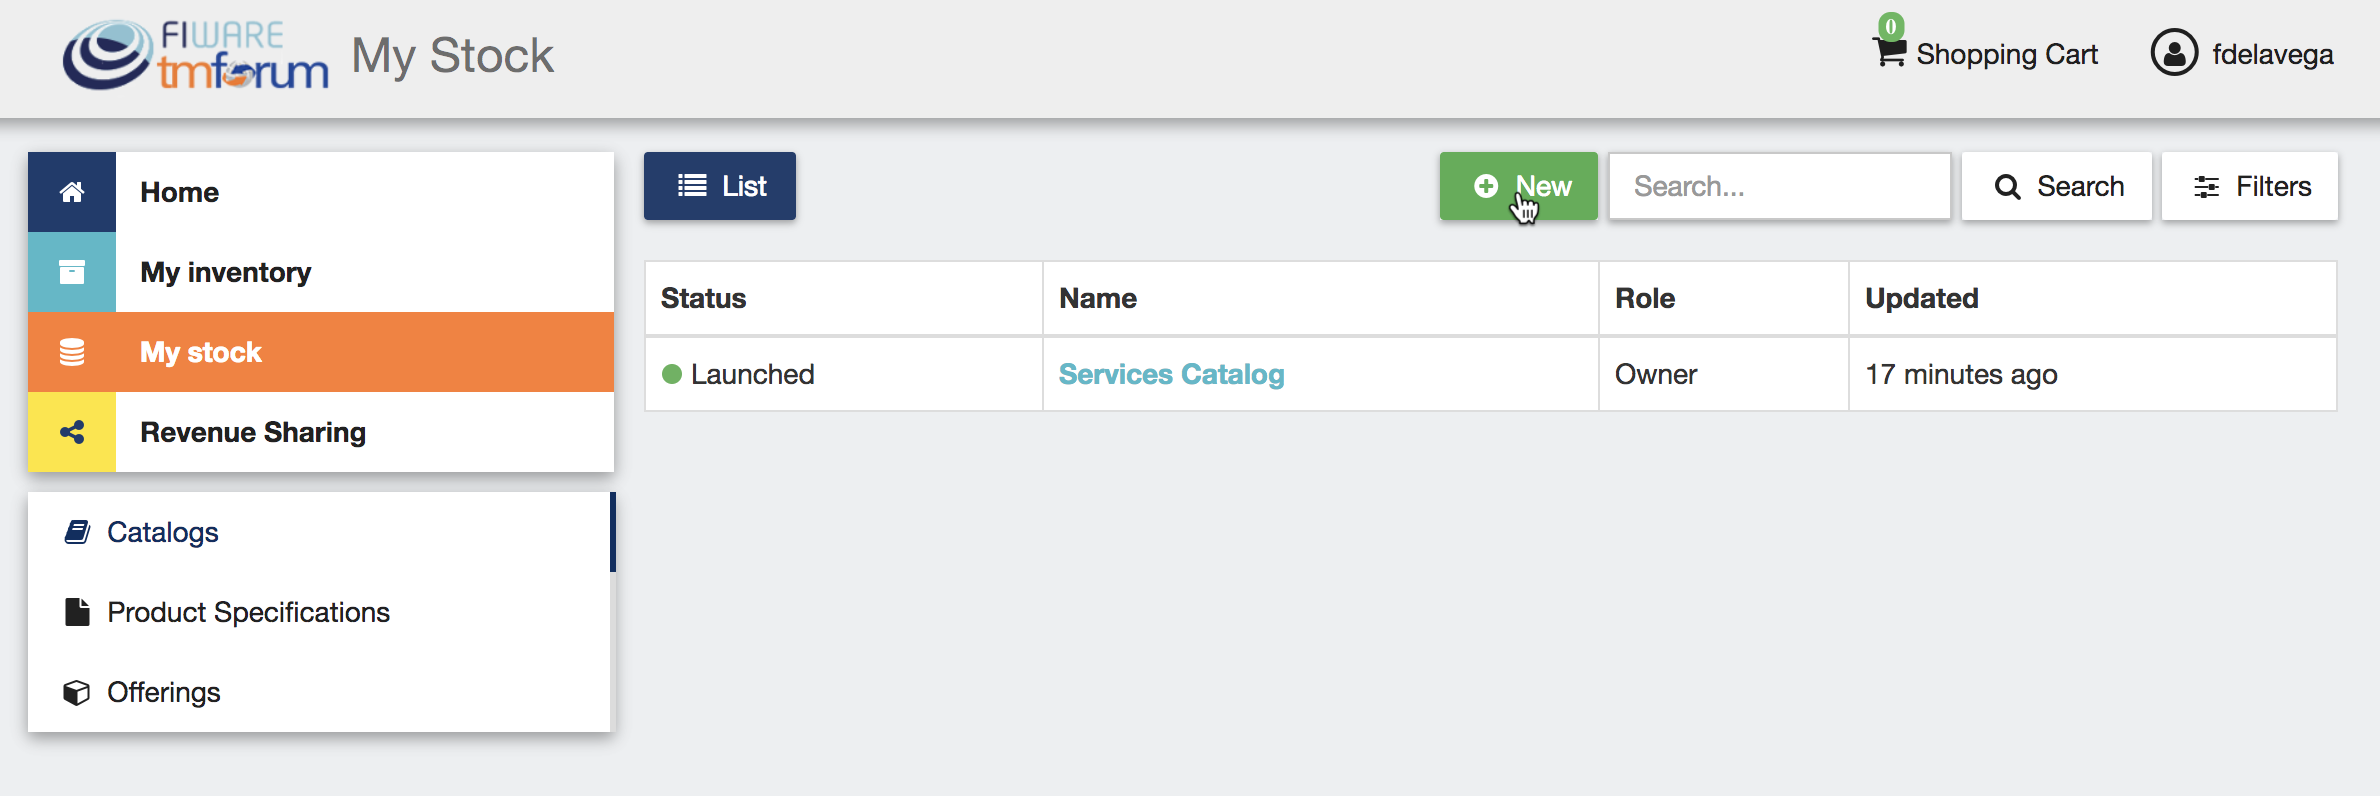 FIWARE
tmforum
My Stock
0
Shopping Cart
fdelavega
Home
My inventory
My stock
Revenue Sharing
Catalogs
Product Specifications
Offerings
List
New
Search...
Search
Filters
Status Name Role Updated
Launched Services Catalog Owner 17 minutes ago